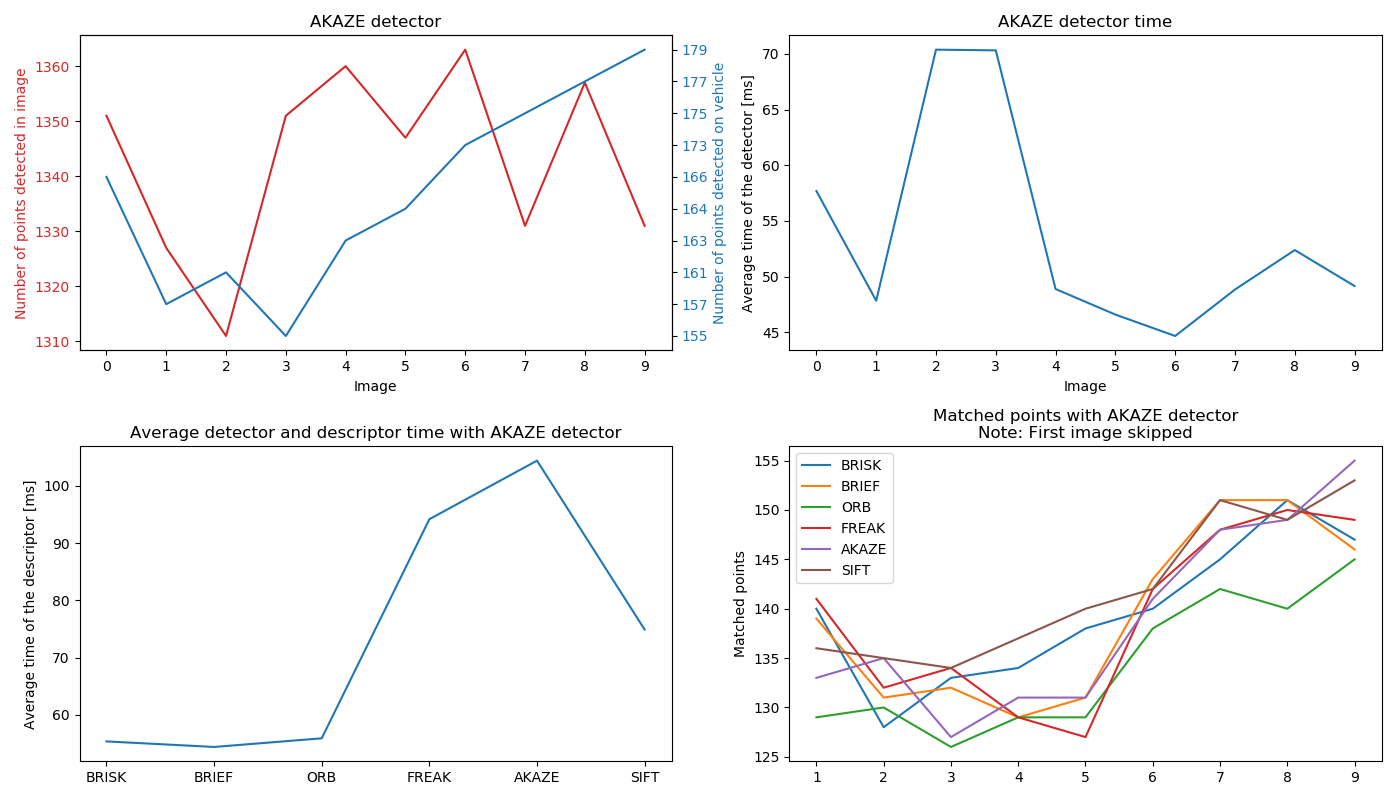 AKAZE detector
Number of points detected in image
1360
1350
1340
1330
1320
1310
179
177
175
173
166
164
163
161
157
155
Number of points detected on vehicle
0 1 2 3 4 5 6 7 8 9
Image
AKAZE detector time
Average time of the detector [ms]
70
65
60
55
50
45
0 1 2 3 4 5 6 7 8 9
Image
Average detector and descriptor time with AKAZE detector
Average time of the descriptor [ms]
100
90
80
70
60
BRISK BRIEF ORB FREAK AKAZE SIFT
Matched points with AKAZE detector
Note: First image skipped
Matched points
155
150
145
140
135
130
125
BRISK
BRIEF
ORB
FREAK
AKAZE
SIFT
1 2 3 4 5 6 7 8 9